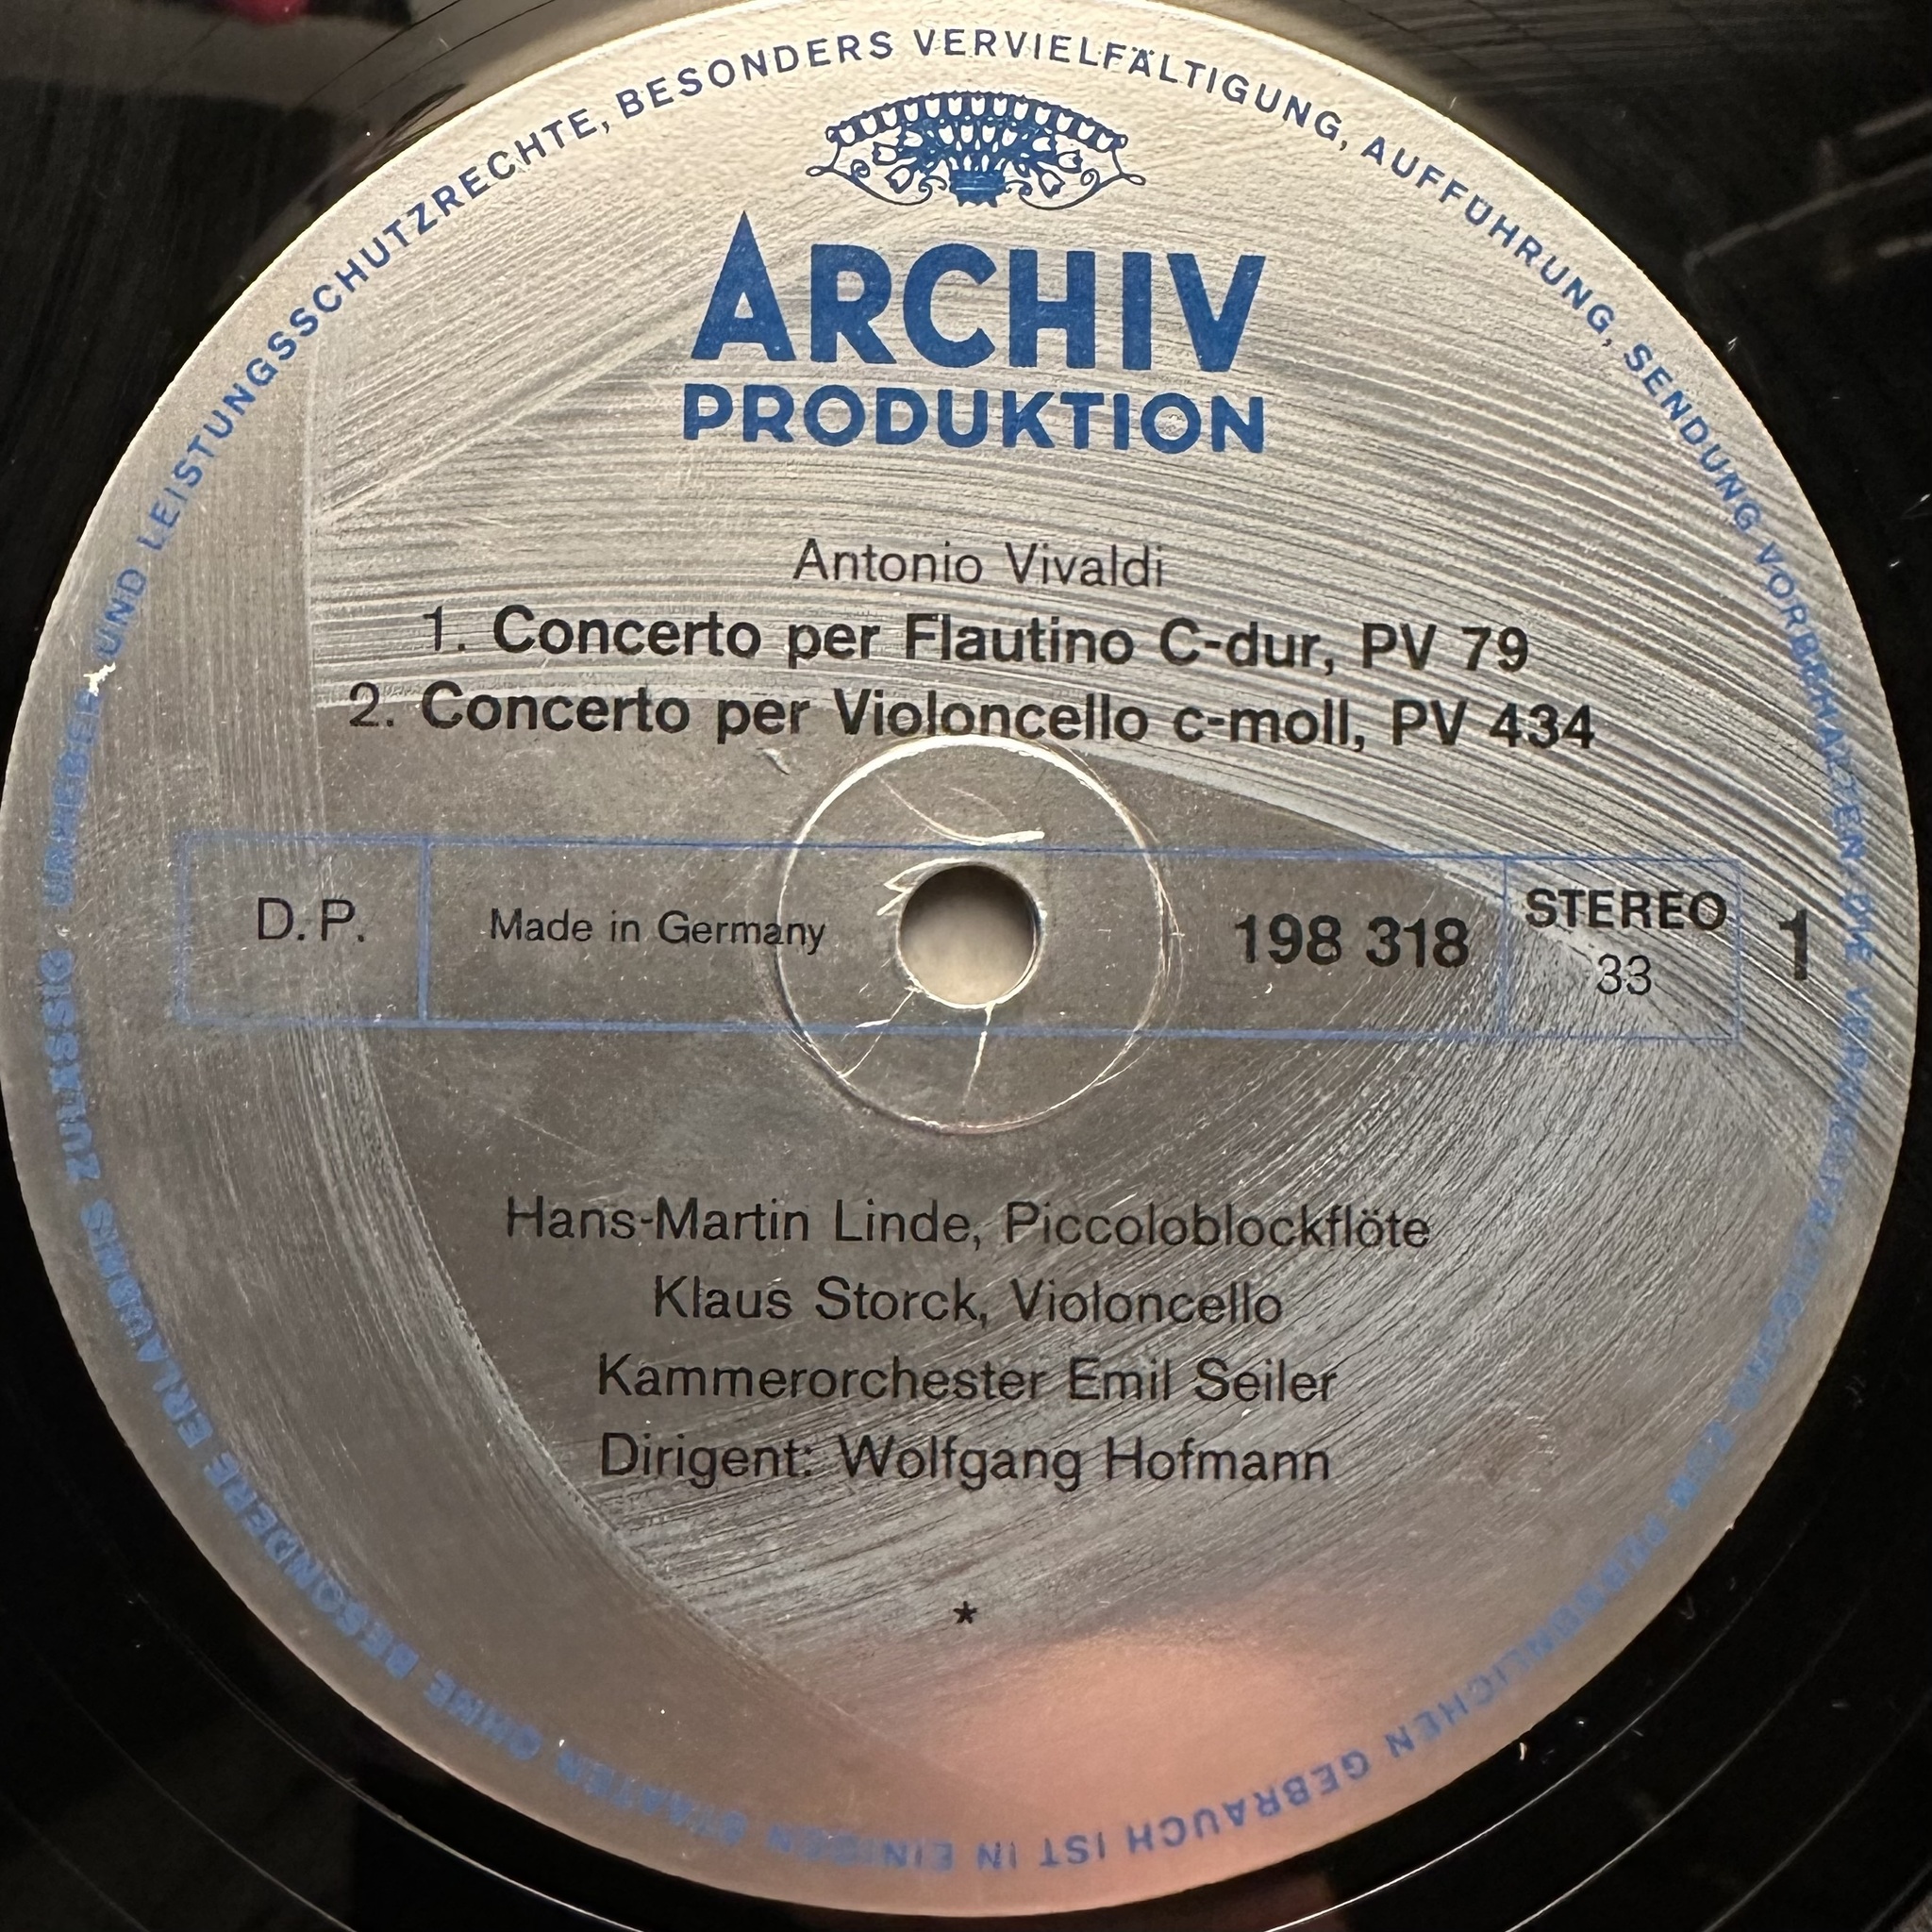 URHEBER- UND LEISTUNGSSCHUTZRECHTE, BESONDERS VERVIELFÄLTIGUNG, AUFFÜHRUNG, SENDUNG VORBEHALTEN · DIE PERSÖNLICHEN GEBRAUCH IST IN EINIGEN STAATEN OHNE BESONDERE ERLAUBNIS ZULÄSSIG
ARCHIV
PRODUKTION
Antonio Vivaldi
1. Concerto per Flautino C-dur, PV 79
2. Concerto per Violoncello c-moll, PV 434
D.P.
Made in Germany
198 318
STEREO
33
1
Hans-Martin Linde, Piccoloblockflöte
Klaus Storck, Violoncello
Kammerorchester Emil Seiler
Dirigent: Wolfgang Hofmann
*